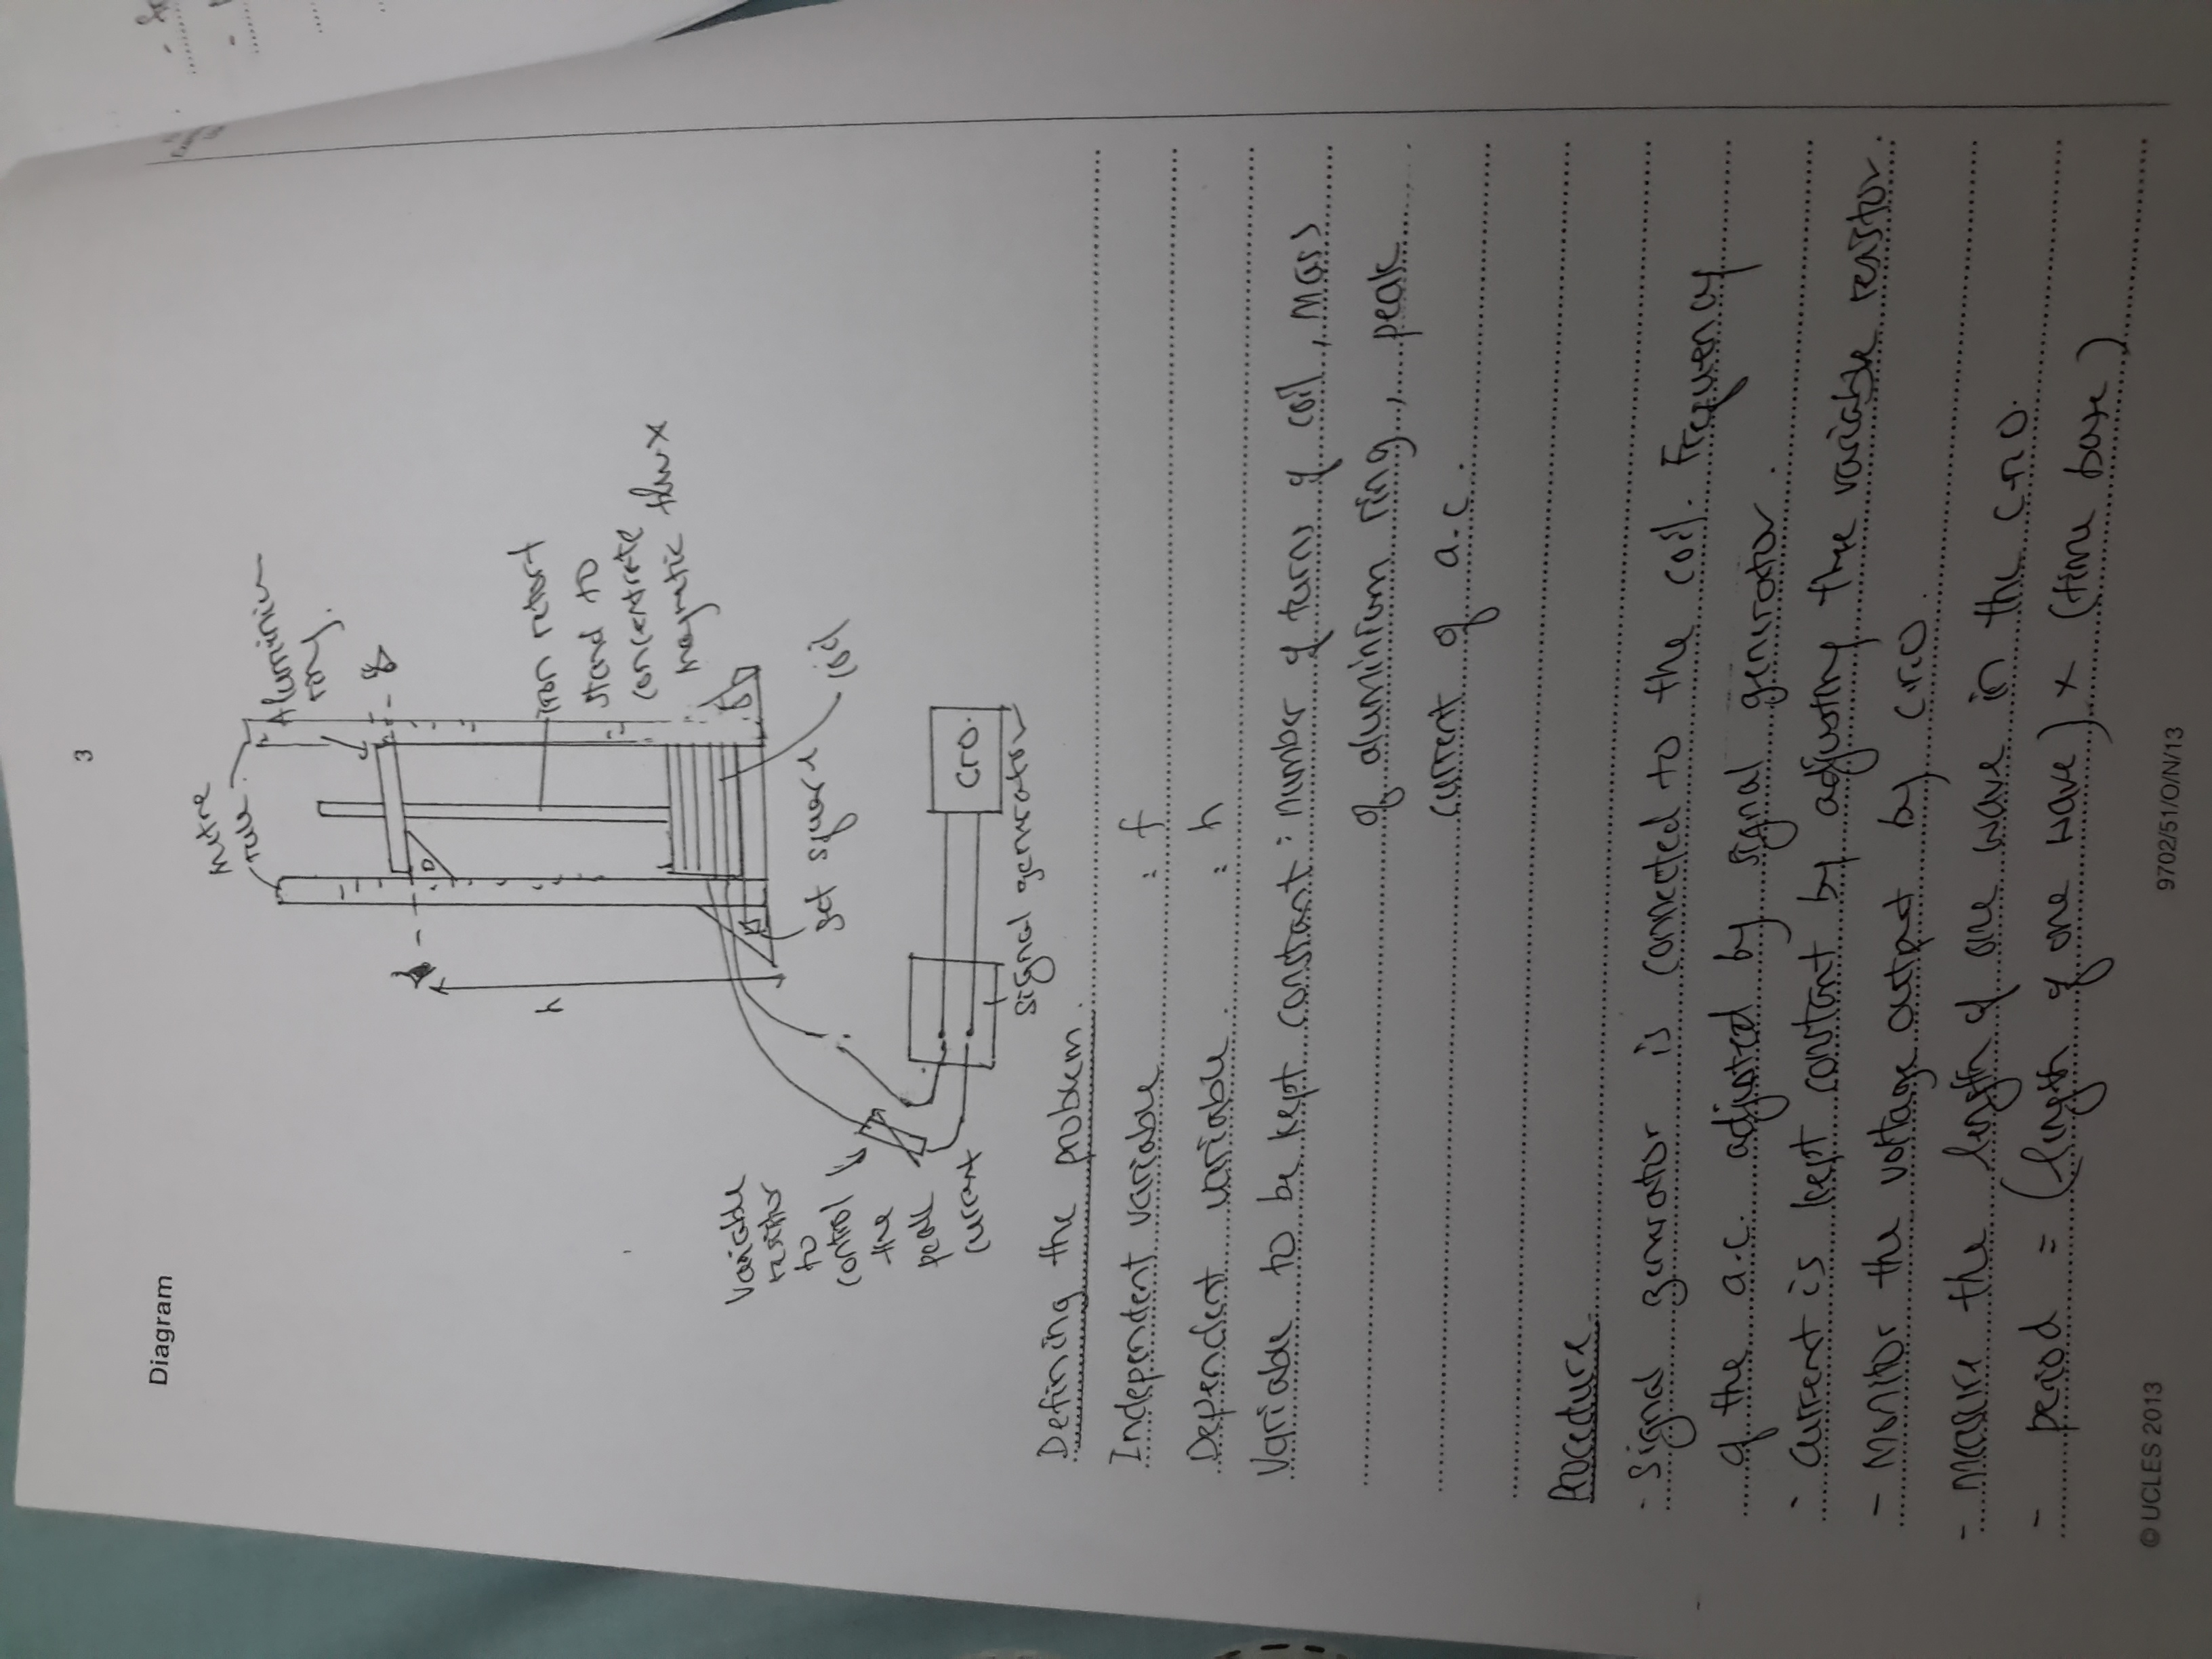 3
Diagram
metre
rule
Aluminium
ring.
h
iron retort
stand to
concentrate
magnetic flux
Variable
resistor
to
control
the
peak
current
set square
coil
cro.
signal generator
Defining the problem.
Independent variable : f
Dependent variable. : h
Variable to be kept constant : number of turns of coil, mass
of aluminium ring, peak
current of a.c.
Procedure
- Signal generator is connected to the coil. Frequency
of the a.c. adjusted by signal generator.
- Current is kept constant by adjusting the variable resistor.
- Monitor the voltage output by c.r.o.
- measure the length of one wave in the c.r.o.
- period = (length of one wave) x (time base)
© UCLES 2013
9702/51/O/N/13